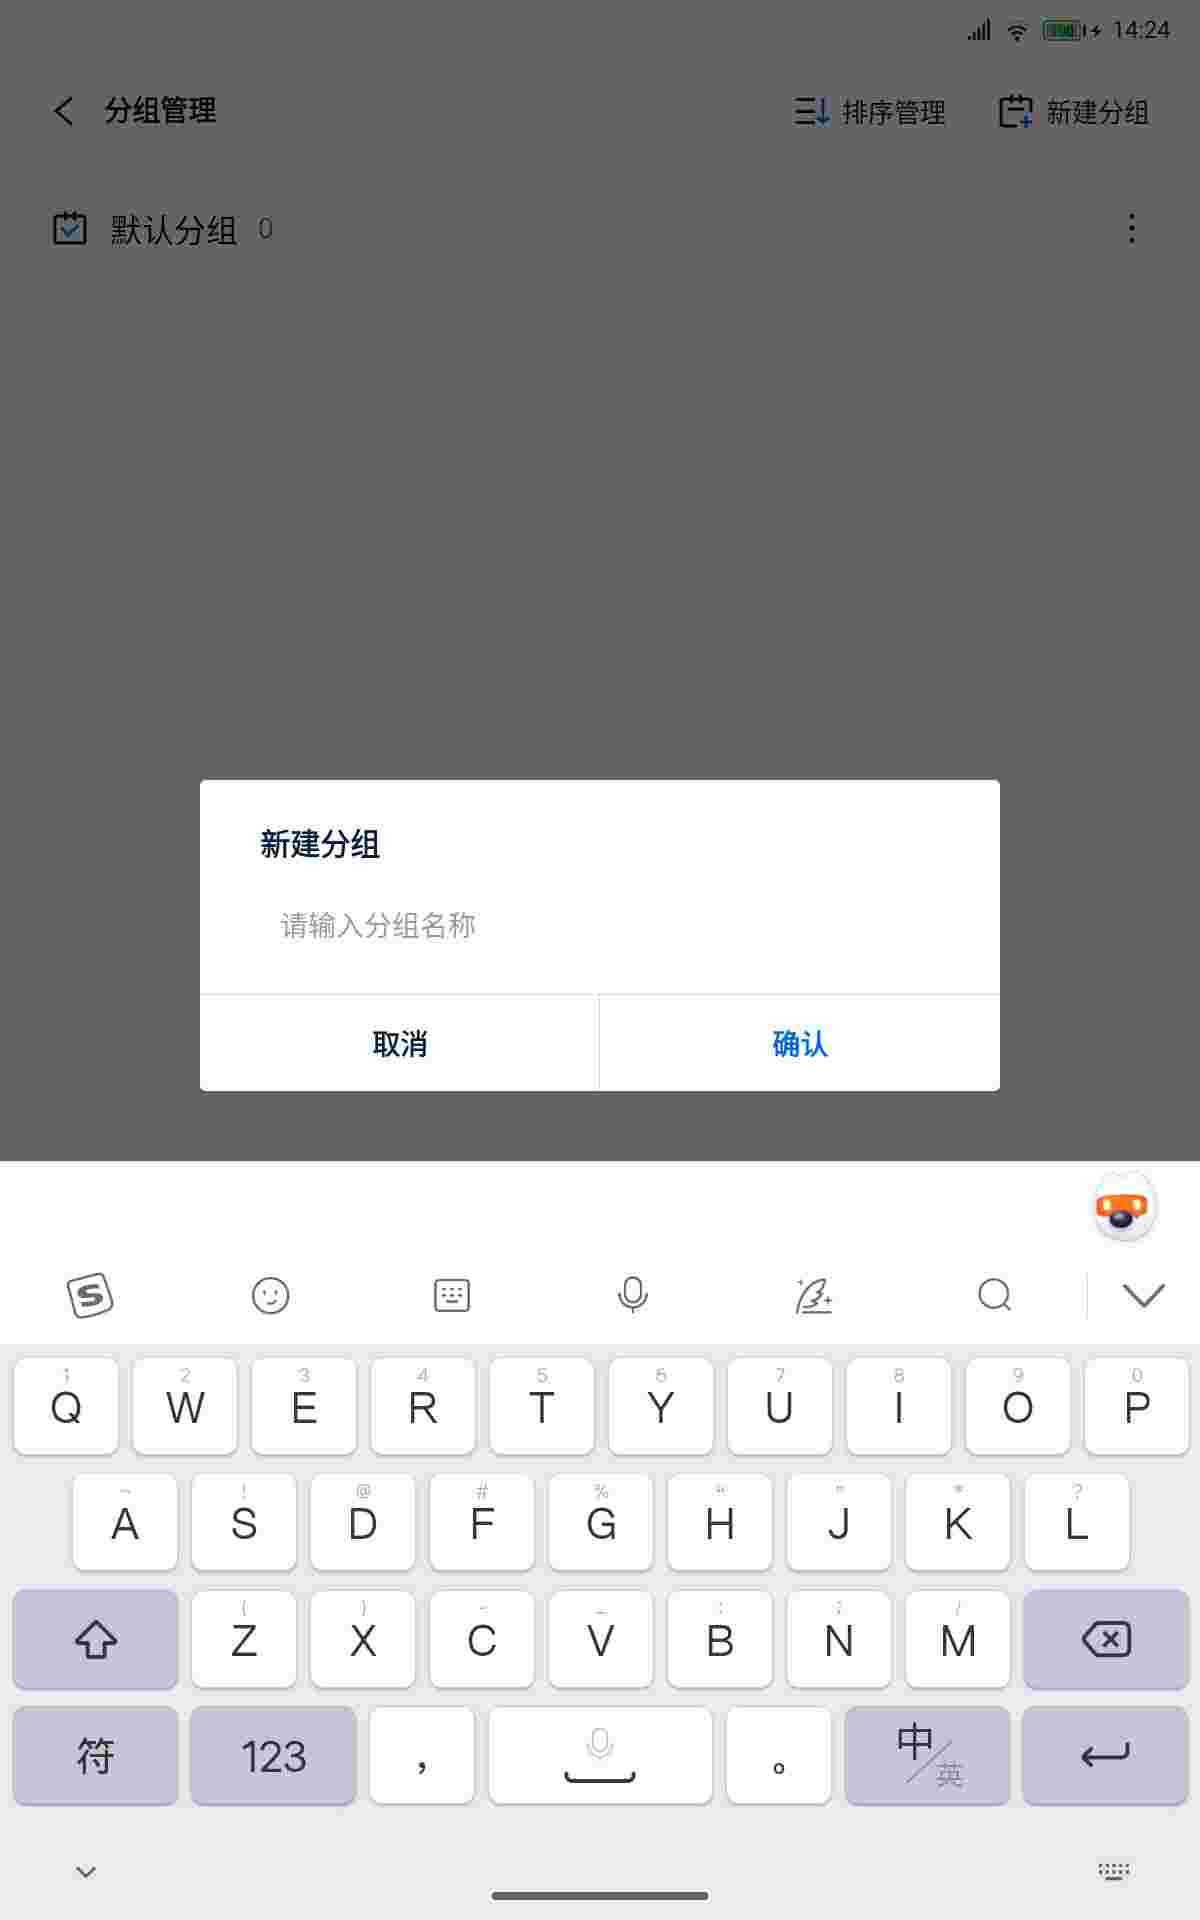 14:24
分组管理 排序管理 新建分组
默认分组 0
新建分组
请输入分组名称
取消 确认
1 2 3 4 5 6 7 8 9 0
Q W E R T Y U I O P
~ ! @ # % “ ” * ?
A S D F G H J K L
( ) - _ : ; /
Z X C V B N M
符 123 ， 。 中/英